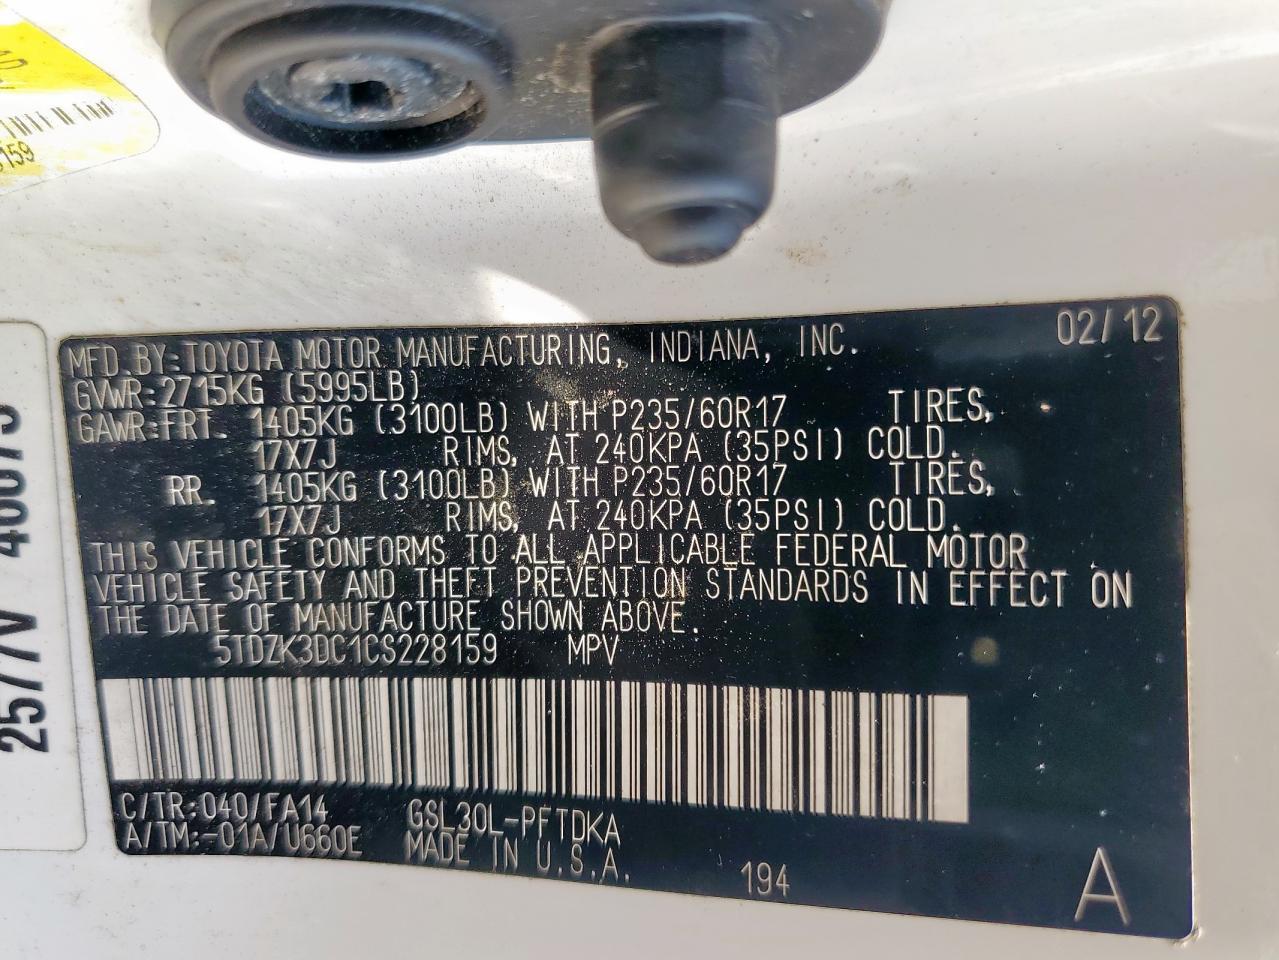 159
MFD.BY:TOYOTA MOTOR MANUFACTURING, INDIANA, INC. 02/12
GVWR:2715KG (5995LB)
GAWR:FRT. 1405KG (3100LB) WITH P235/60R17 TIRES,
17X7J RIMS, AT 240KPA (35PSI) COLD.
RR. 1405KG (3100LB) WITH P235/60R17 TIRES,
17X7J RIMS, AT 240KPA (35PSI) COLD.
THIS VEHICLE CONFORMS TO ALL APPLICABLE FEDERAL MOTOR
VEHICLE SAFETY AND THEFT PREVENTION STANDARDS IN EFFECT ON
THE DATE OF MANUFACTURE SHOWN ABOVE.
5TDZK3DC1CS228159 MPV
C/TR:040/FA14 GSL30L-PFTDKA
A/TM:-01A/U660E MADE IN U.S.A. 194 A
2577V